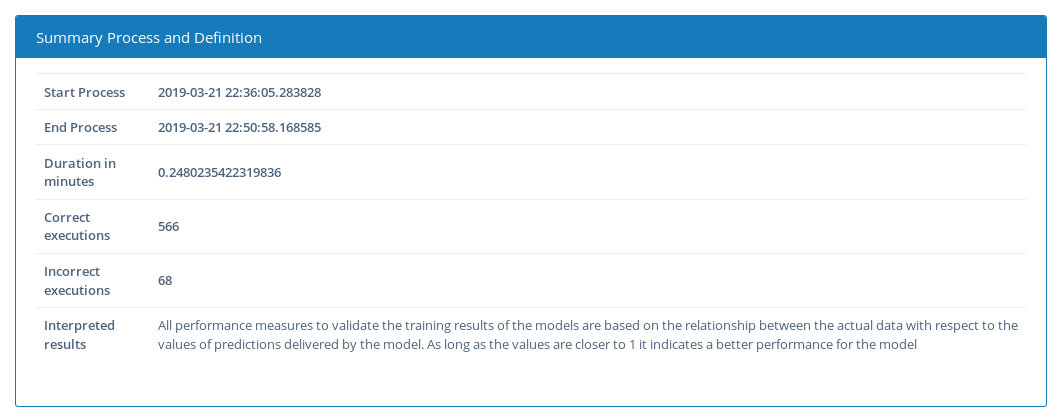 Summary Process and Definition
Start Process 2019-03-21 22:36:05.283828
End Process 2019-03-21 22:50:58.168585
Duration in
minutes
0.2480235422319836
Correct
executions
566
Incorrect
executions
68
Interpreted
results
All performance measures to validate the training results of the models are based on the relationship between the actual data with respect to the
values of predictions delivered by the model. As long as the values are closer to 1 it indicates a better performance for the model